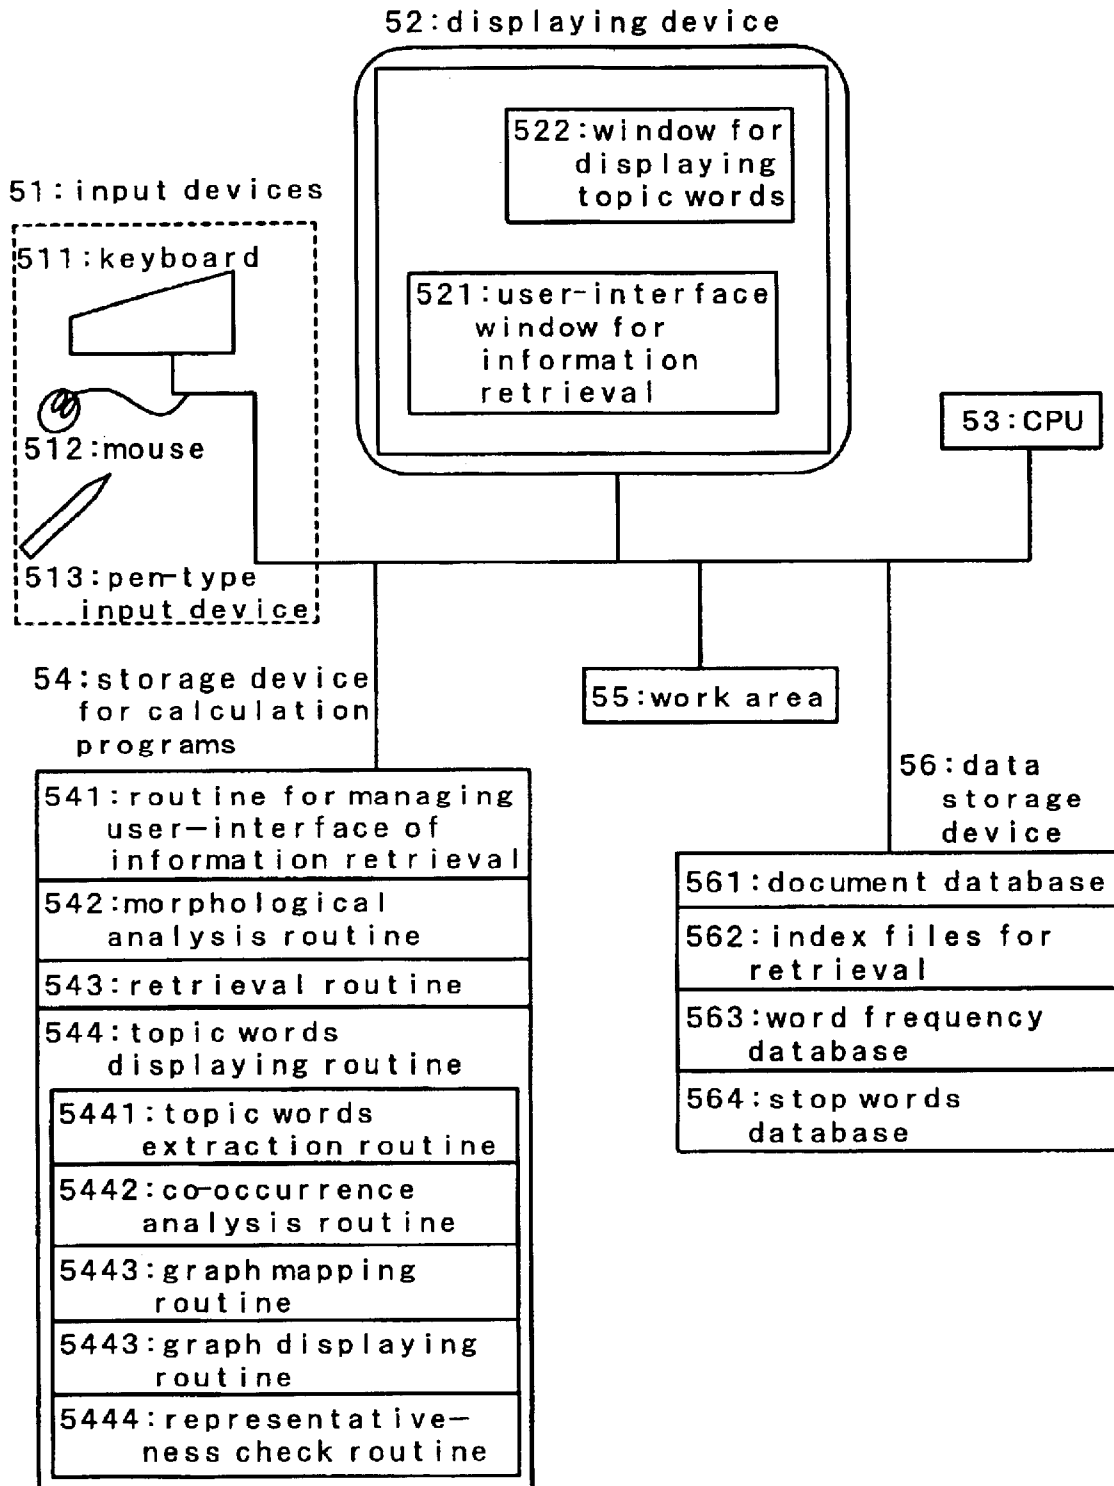 52:displaying device
522:window for
displaying
topic words
51:input devices
511:keyboard
521:user-interface
window for
information
retrieval
53:CPU
512:mouse
513:pen-type
input device
54:storage device
for calculation
programs
55:work area
56:data
storage
device
541:routine for managing
user-interface of
information retrieval
542:morphological
analysis routine
543:retrieval routine
544:topic words
displaying routine
5441:topic words
extraction routine
5442:co-occurrence
analysis routine
5443:graph mapping
routine
5443:graph displaying
routine
5444:representative-
ness check routine
561:document database
562:index files for
retrieval
563:word frequency
database
564:stop words
database